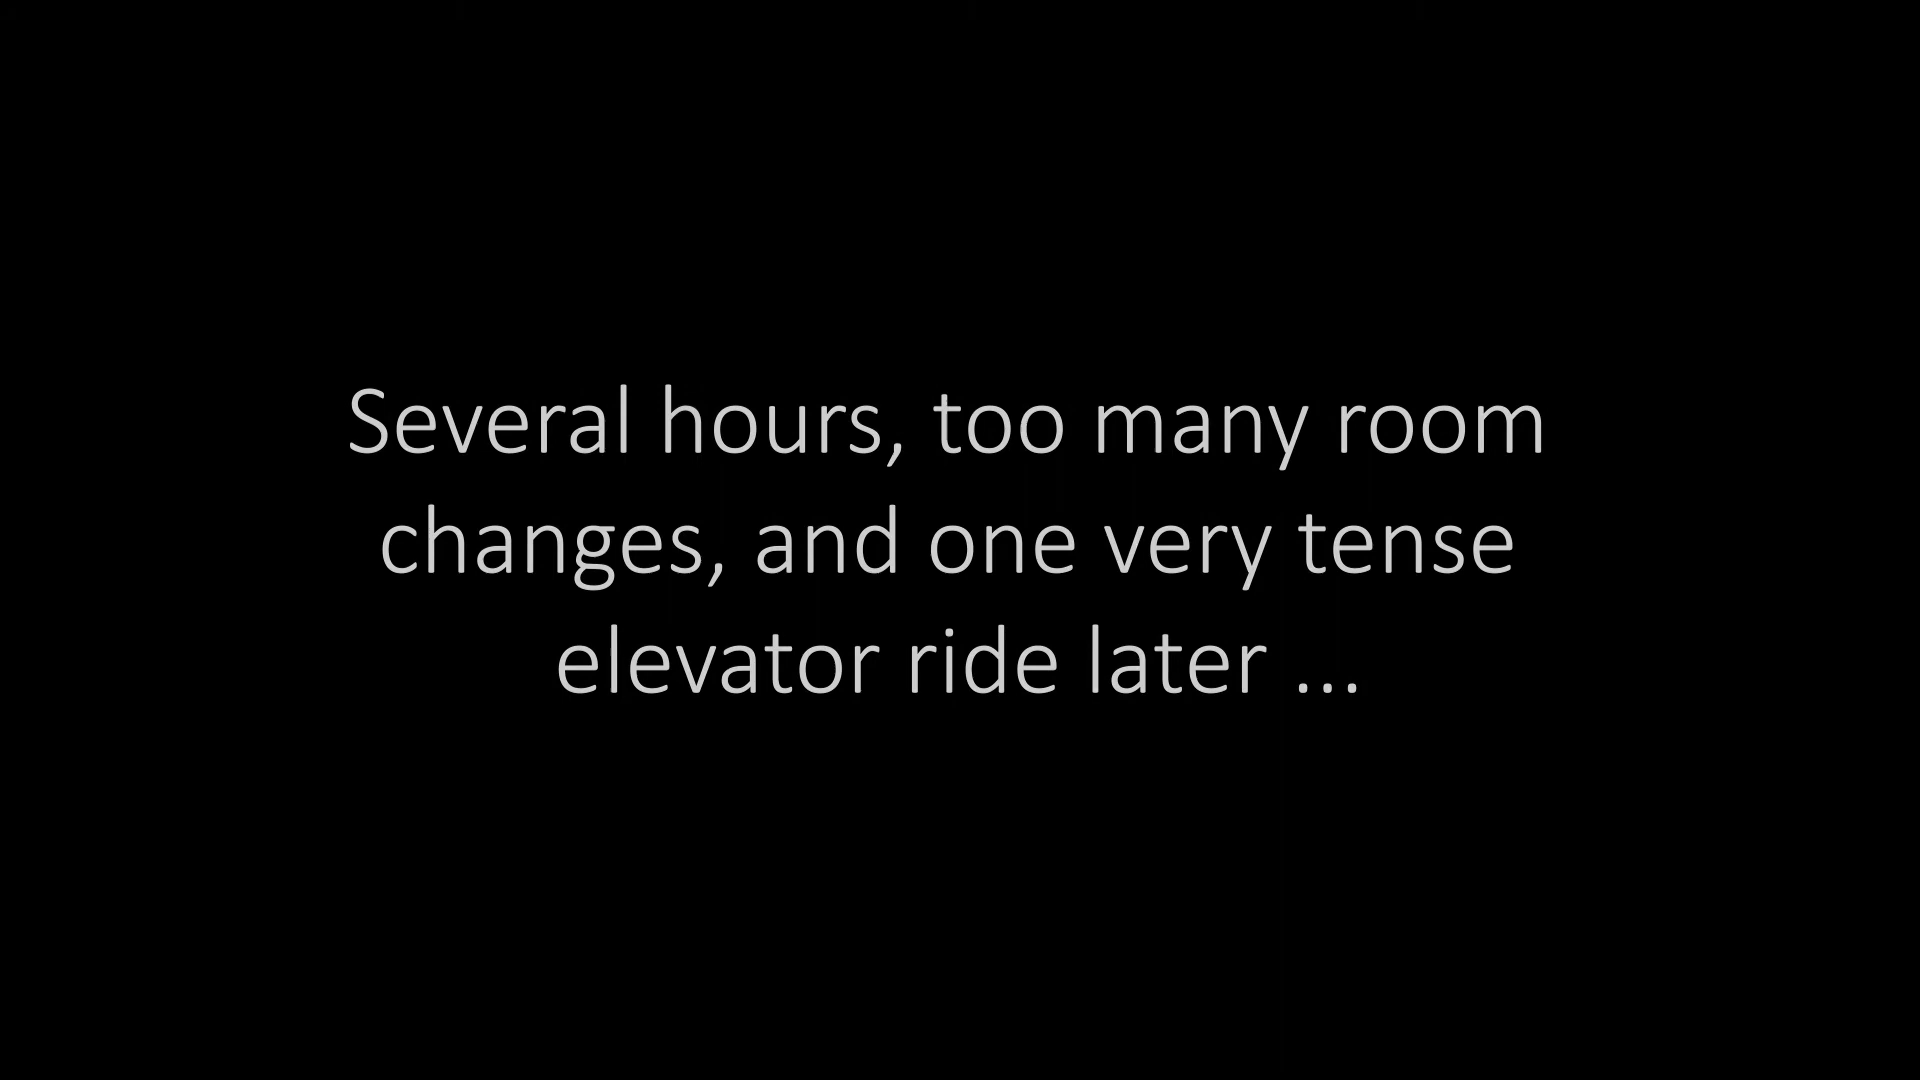 Several hours, too many room
changes, and one very tense
elevator ride later ...